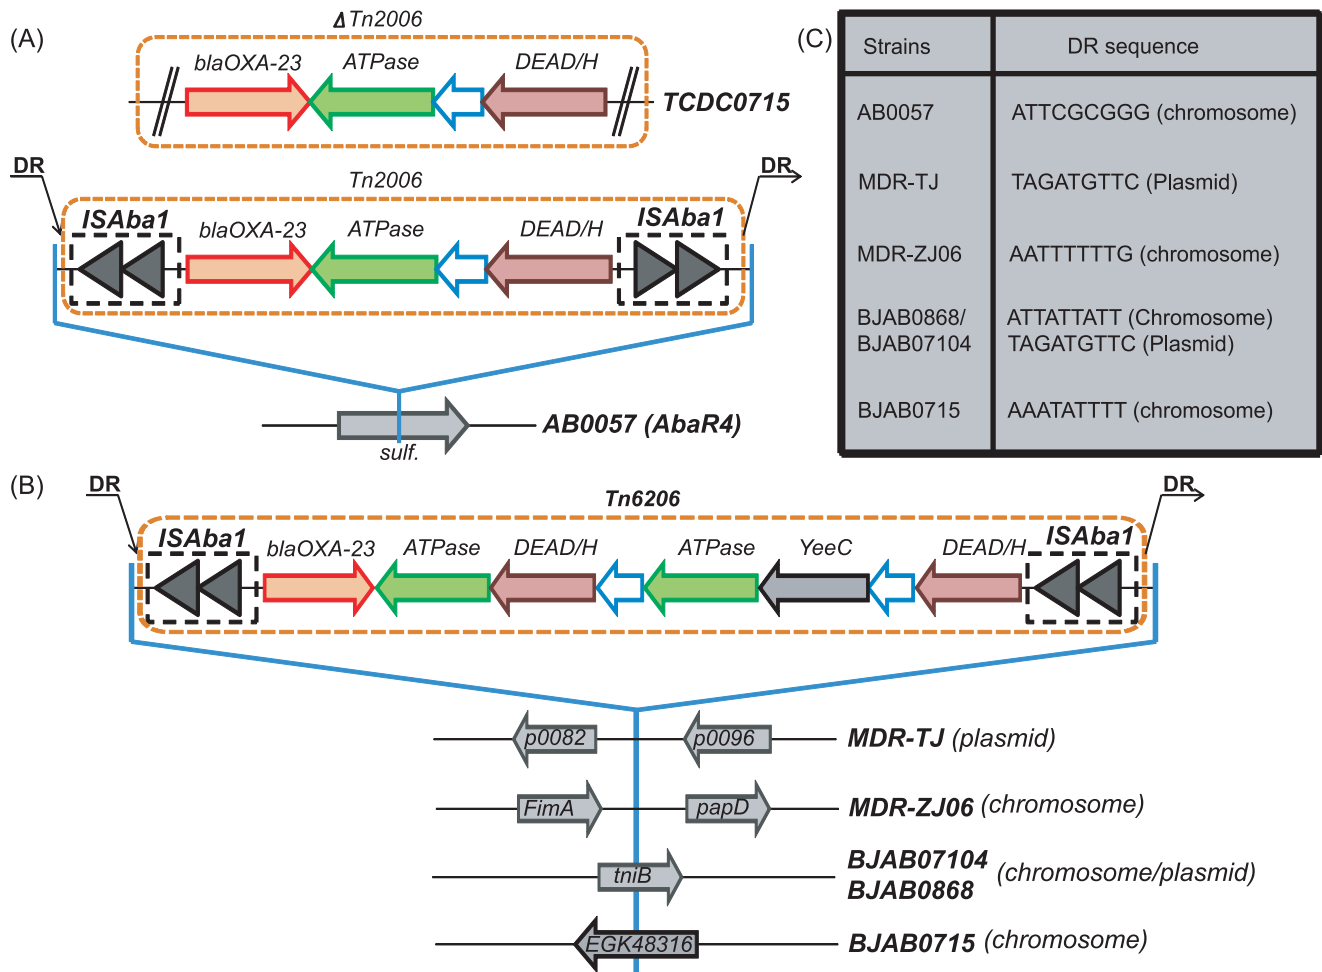 (A)
Δ Tn2006
blaOXA-23 ATPase DEAD/H
TCDC0715
DR Tn2006 DR
ISAba1 blaOXA-23 ATPase DEAD/H ISAba1
AB0057 (AbaR4)
sulf.
(C)
Strains DR sequence
AB0057 ATTCGCGGG (chromosome)
MDR-TJ TAGATGTTC (Plasmid)
MDR-ZJ06 AATTTTTTG (chromosome)
BJAB0868/ ATTATTATT (Chromosome)
BJAB07104 TAGATGTTC (Plasmid)
BJAB0715 AAATATTTT (chromosome)
(B)
DR Tn6206 DR
ISAba1 blaOXA-23 ATPase DEAD/H ATPase YeeC DEAD/H ISAba1
p0082 p0096 MDR-TJ (plasmid)
FimA papD MDR-ZJ06 (chromosome)
tniB BJAB07104 (chromosome/plasmid)
BJAB0868
EGK48316 BJAB0715 (chromosome)